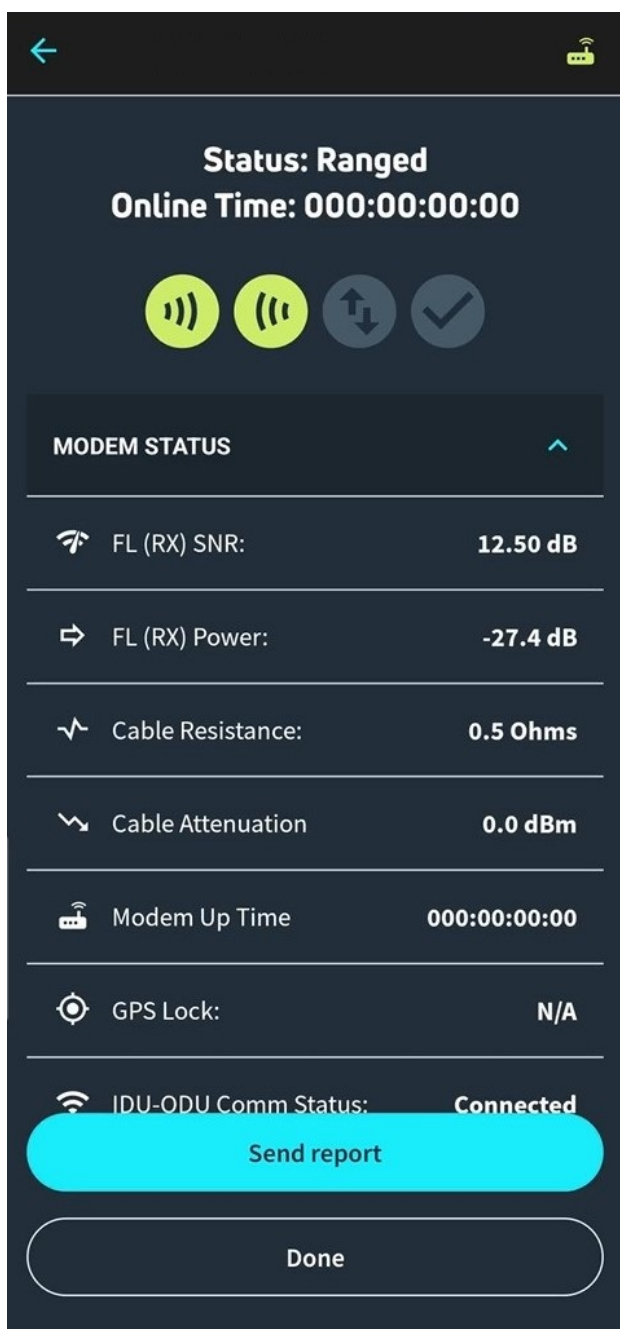 Status: Ranged
Online Time: 000:00:00:00
MODEM STATUS
FL (RX) SNR: 12.50 dB
FL (RX) Power: -27.4 dB
Cable Resistance: 0.5 Ohms
Cable Attenuation 0.0 dBm
Modem Up Time 000:00:00:00
GPS Lock: N/A
IDU-ODU Comm Status: Connected
Send report
Done